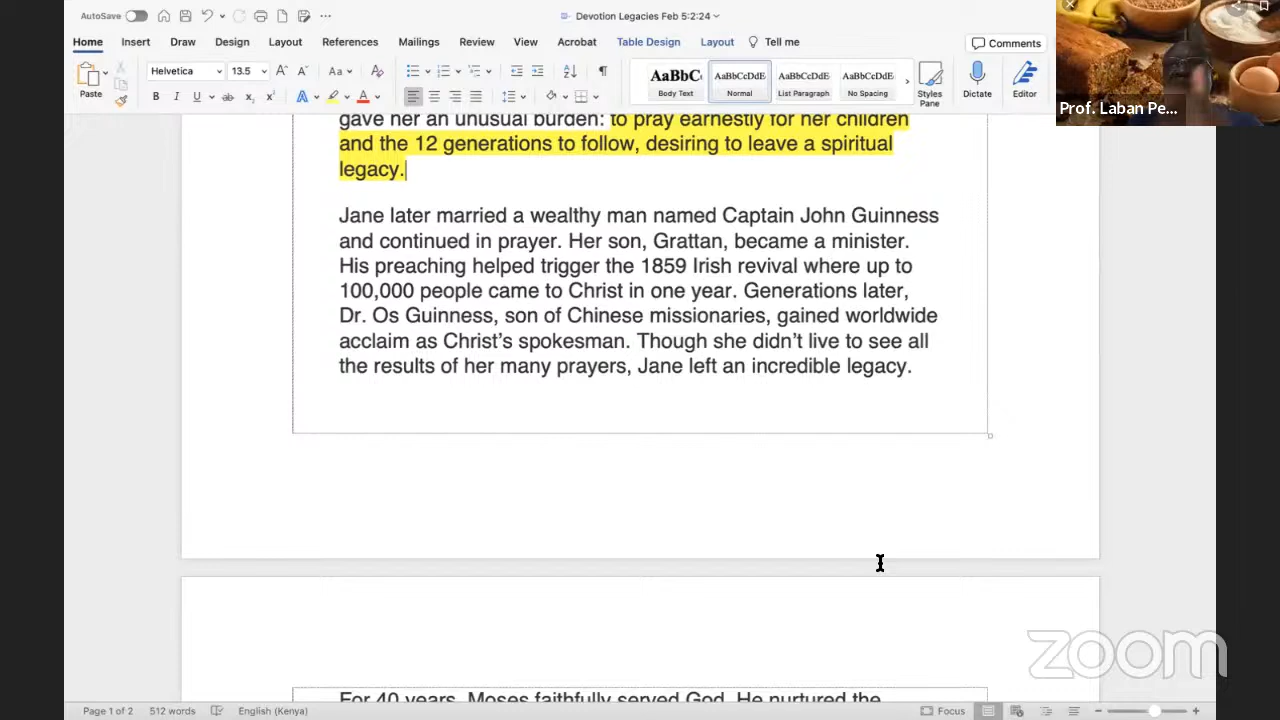 AutoSave
Devotion Legacies Feb 5:2:24
Home Insert Draw Design Layout References Mailings Review View Acrobat Table Design Layout Tell me
Comments
Paste
Helvetica 13.5
AaBbC AaBbCcDdE AaBbCcDdE AaBbCcDdE
Body Text Normal List Paragraph No Spacing
Styles Pane
Dictate
Editor
Prof. Laban Pe...
gave her an unusual burden: to pray earnestly for her children
and the 12 generations to follow, desiring to leave a spiritual
legacy.
Jane later married a wealthy man named Captain John Guinness
and continued in prayer. Her son, Grattan, became a minister.
His preaching helped trigger the 1859 Irish revival where up to
100,000 people came to Christ in one year. Generations later,
Dr. Os Guinness, son of Chinese missionaries, gained worldwide
acclaim as Christ's spokesman. Though she didn't live to see all
the results of her many prayers, Jane left an incredible legacy.
zoom
For 40 years, Moses faithfully served God. He nurtured the
Page 1 of 2 512 words English (Kenya) Focus